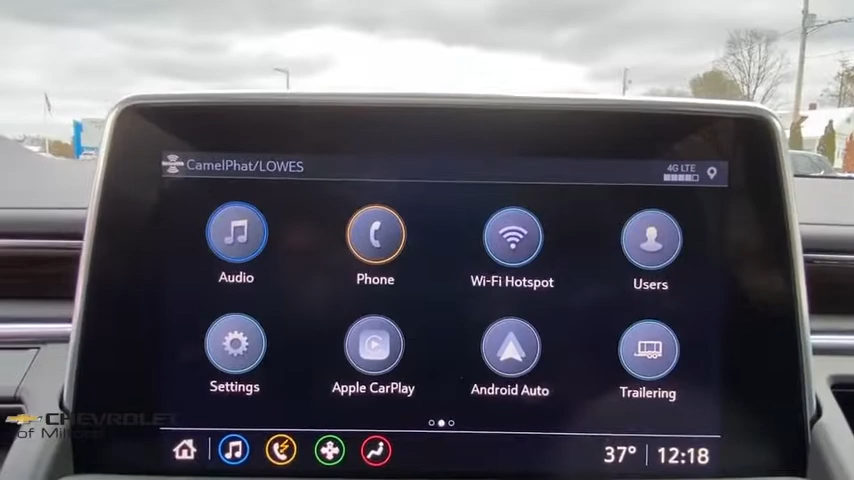 CamelPhat/LOWES
4G LTE
Audio
Phone
Wi-Fi Hotspot
Users
Settings
Apple CarPlay
Android Auto
Trailering
37° 12:18
CHEVROLET
of Milford